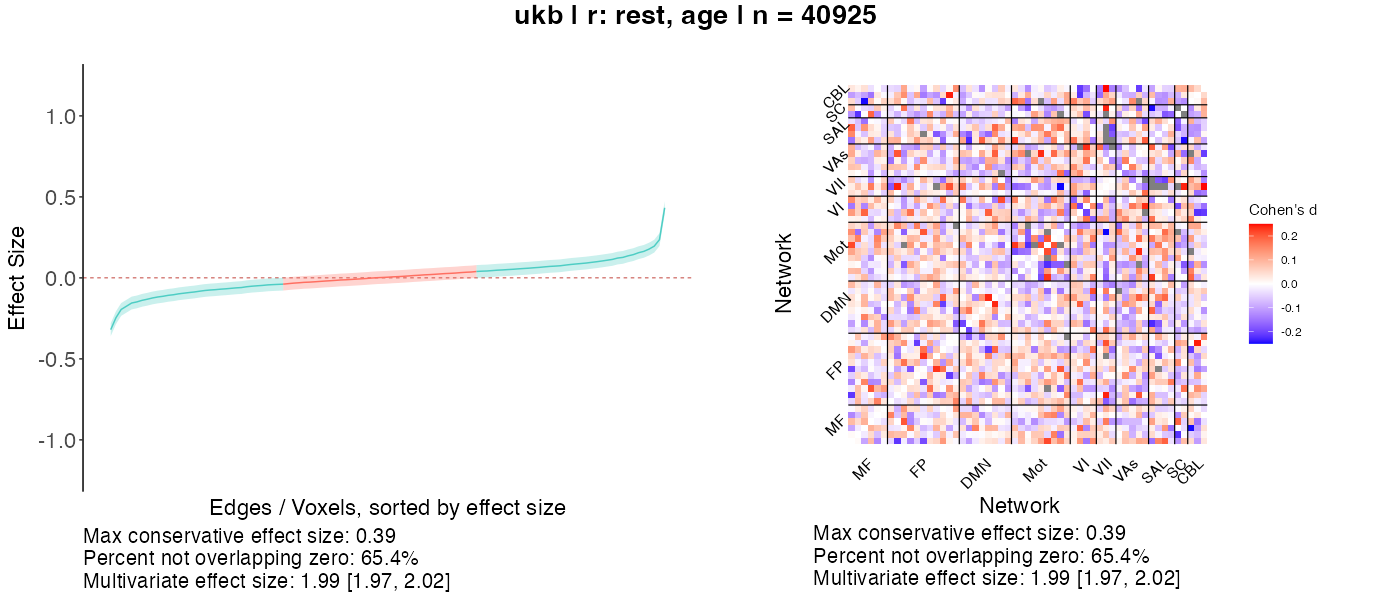 ukb | r: rest, age | n = 40925
Effect Size
1.0
0.5
0.0
-0.5
-1.0
Edges / Voxels, sorted by effect size
Max conservative effect size: 0.39
Percent not overlapping zero: 65.4%
Multivariate effect size: 1.99 [1.97, 2.02]
Network
CBL
SC
SAL
VAs
VII
VI
Mot
DMN
FP
MF
MF
FP
DMN
Mot
VI
VII
VAs
SAL
SC
CBL
Network
Max conservative effect size: 0.39
Percent not overlapping zero: 65.4%
Multivariate effect size: 1.99 [1.97, 2.02]
Cohen's d
0.2
0.1
0.0
-0.1
-0.2